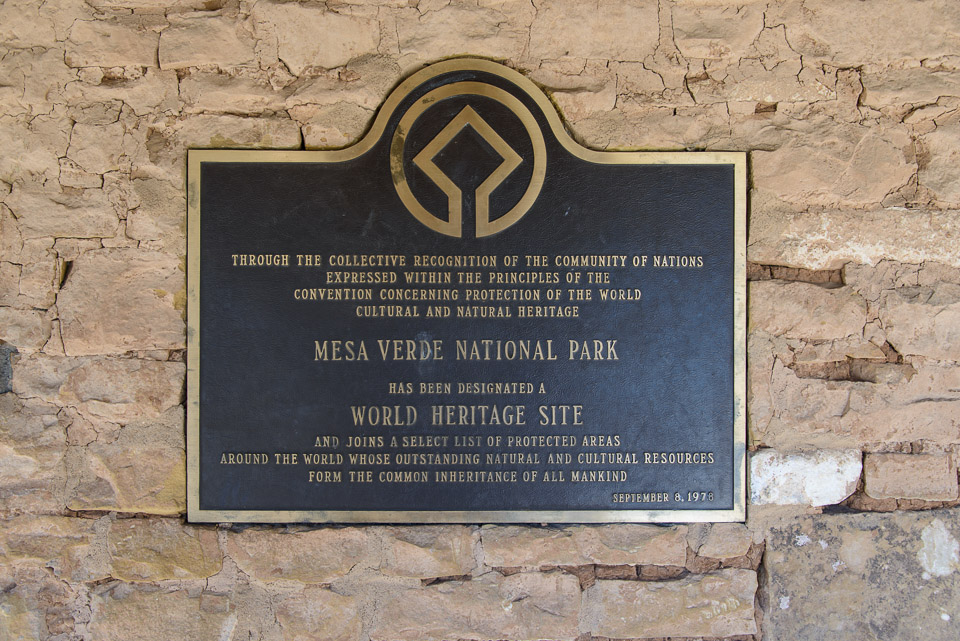 THROUGH THE COLLECTIVE RECOGNITION OF THE COMMUNITY OF NATIONS
EXPRESSED WITHIN THE PRINCIPLES OF THE
CONVENTION CONCERNING PROTECTION OF THE WORLD
CULTURAL AND NATURAL HERITAGE
MESA VERDE NATIONAL PARK
HAS BEEN DESIGNATED A
WORLD HERITAGE SITE
AND JOINS A SELECT LIST OF PROTECTED AREAS
AROUND THE WORLD WHOSE OUTSTANDING NATURAL AND CULTURAL RESOURCES
FORM THE COMMON INHERITANCE OF ALL MANKIND
SEPTEMBER 8, 1978